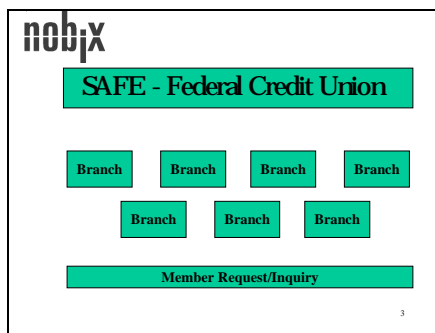 nobix
SAFE - Federal Credit Union
Branch Branch Branch Branch
Branch Branch Branch
Member Request/Inquiry
3